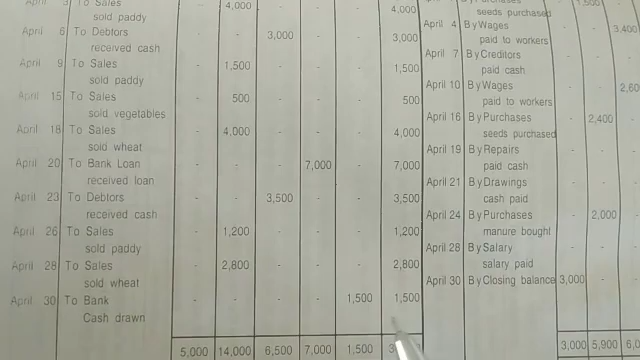 April 3 To Sales - 4,000 - - - 4,000
sold paddy
April 6 To Debtors - - 3,000 - - 3,000
received cash
April 9 To Sales - 1,500 - - - 1,500
sold paddy
April 15 To Sales - 500 - - - 500
sold vegetables
April 18 To Sales - 4,000 - - - 4,000
sold wheat
April 20 To Bank Loan - - - 7,000 - 7,000
received loan
April 23 To Debtors - - 3,500 - - 3,500
received cash
April 26 To Sales - 1,200 - - - 1,200
sold paddy
April 28 To Sales - 2,800 - - - 2,800
sold wheat
April 30 To Bank - - - - 1,500 1,500
Cash drawn
5,000 14,000 6,500 7,000 1,500
seeds purchased
April 4 By Wages - - 3,400
paid to workers
April 7 By Creditors - - -
paid cash
April 10 By Wages - -
paid to workers
April 16 By Purchases - 2,400 -
seeds purchased
April 19 By Repairs - - -
paid cash
April 21 By Drawings - - -
cash paid
April 24 By Purchases - 2,000 -
manure bought
April 28 By Salary - - -
salary paid
April 30 By Closing balance 3,000 - -
3,000 5,900